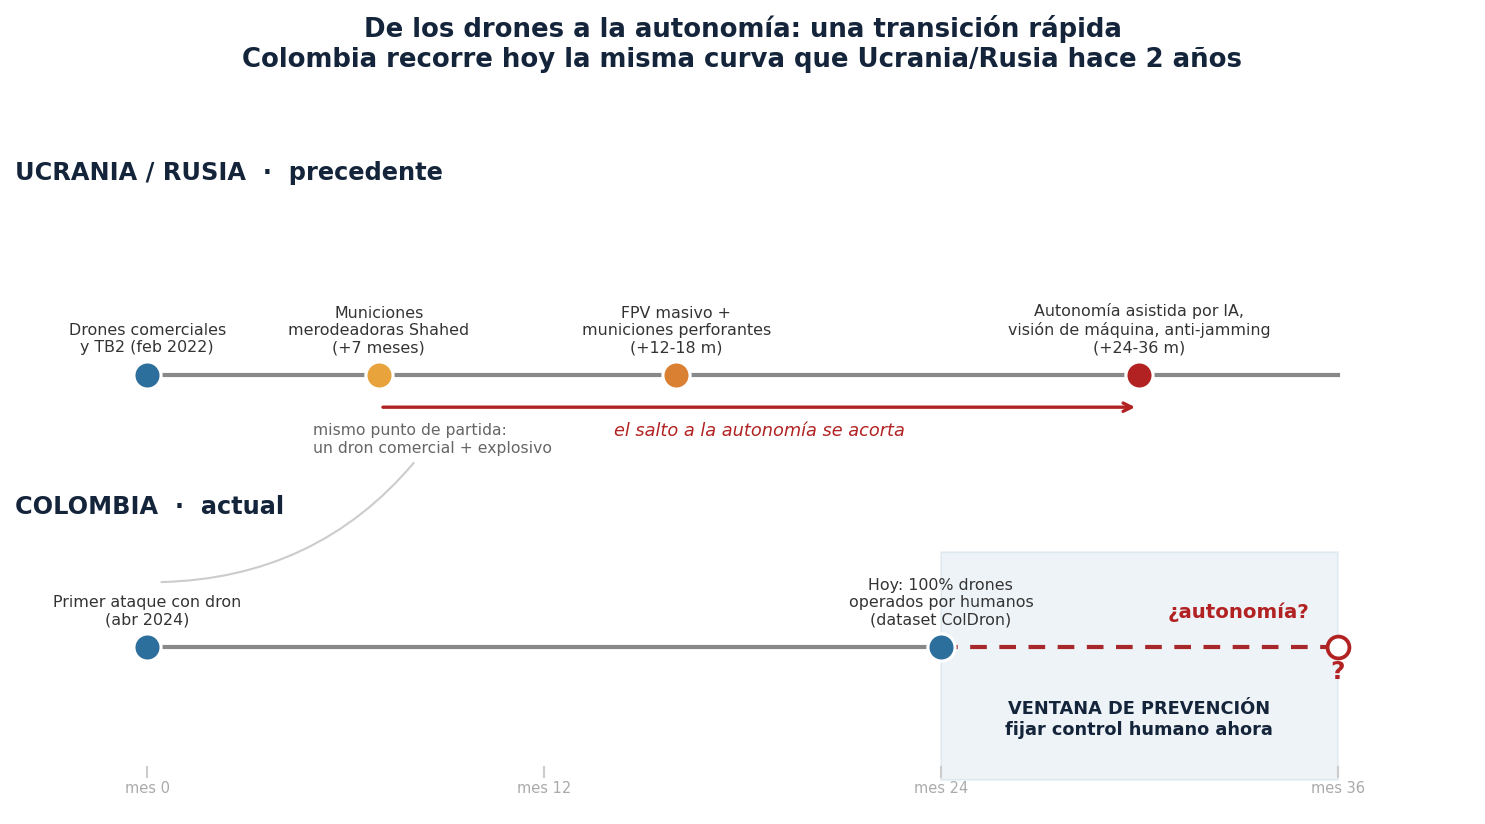 De los drones a la autonomía: una transición rápida
Colombia recorre hoy la misma curva que Ucrania/Rusia hace 2 años
UCRANIA / RUSIA · precedente
Drones comerciales
y TB2 (feb 2022)
Municiones
merodeadoras Shahed
(+7 meses)
FPV masivo +
municiones perforantes
(+12-18 m)
Autonomía asistida por IA,
visión de máquina, anti-jamming
(+24-36 m)
mismo punto de partida:
un dron comercial + explosivo
el salto a la autonomía se acorta
COLOMBIA · actual
Primer ataque con dron
(abr 2024)
Hoy: 100% drones
operados por humanos
(dataset ColDron)
¿autonomía?
?
VENTANA DE PREVENCIÓN
fijar control humano ahora
mes 0
mes 12
mes 24
mes 36